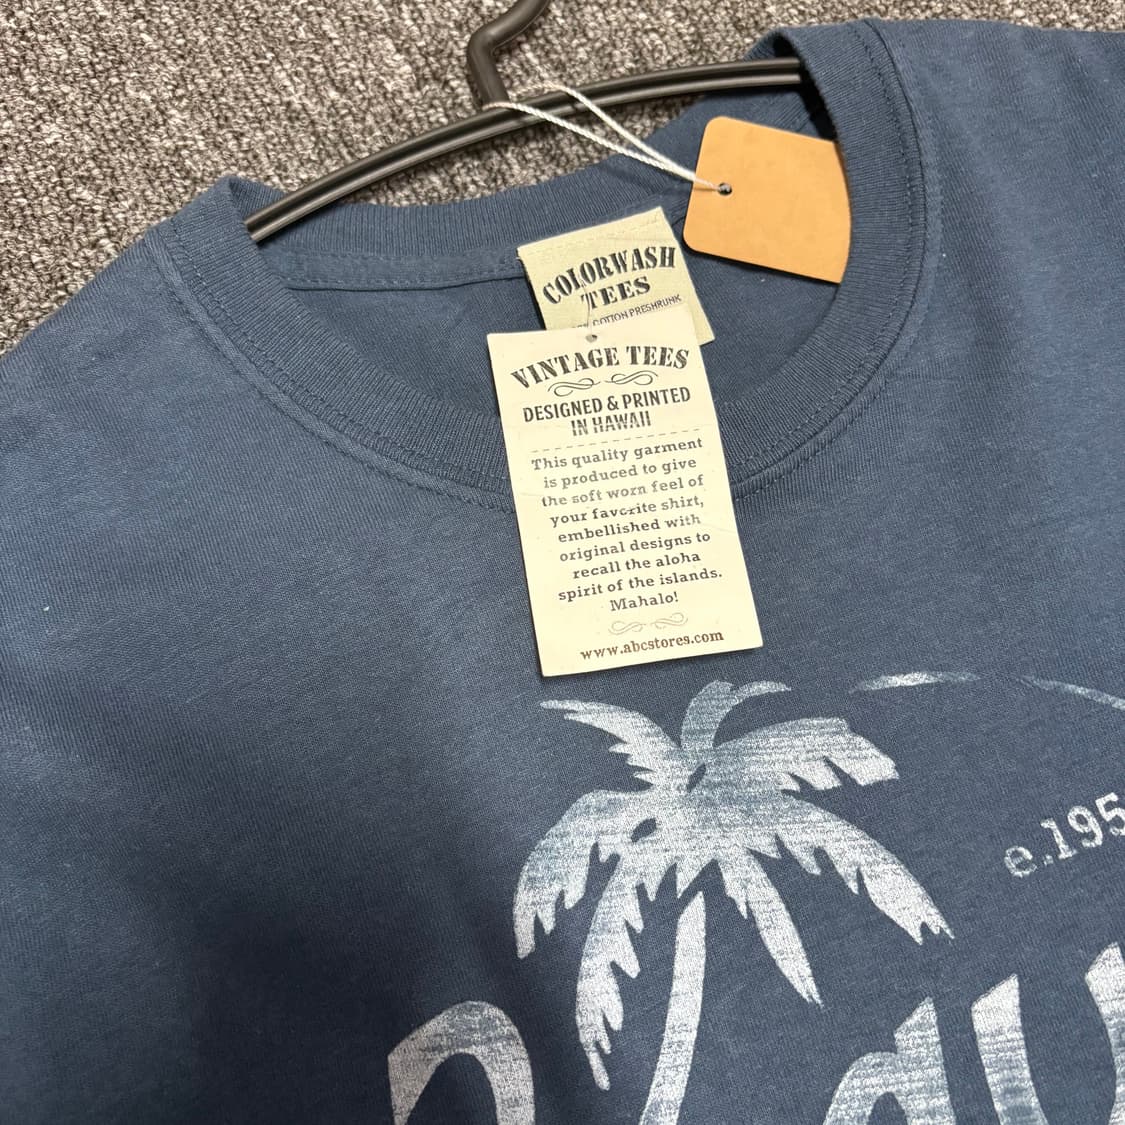 COLORWASH
TEES
COTTON PRESHRUNK
VINTAGE TEES
DESIGNED & PRINTED
IN HAWAII
This quality garment
is produced to give
the soft worn feel of
your favorite shirt,
embellished with
original designs to
recall the aloha
spirit of the islands.
Mahalo!
www.abcstores.com
e.195